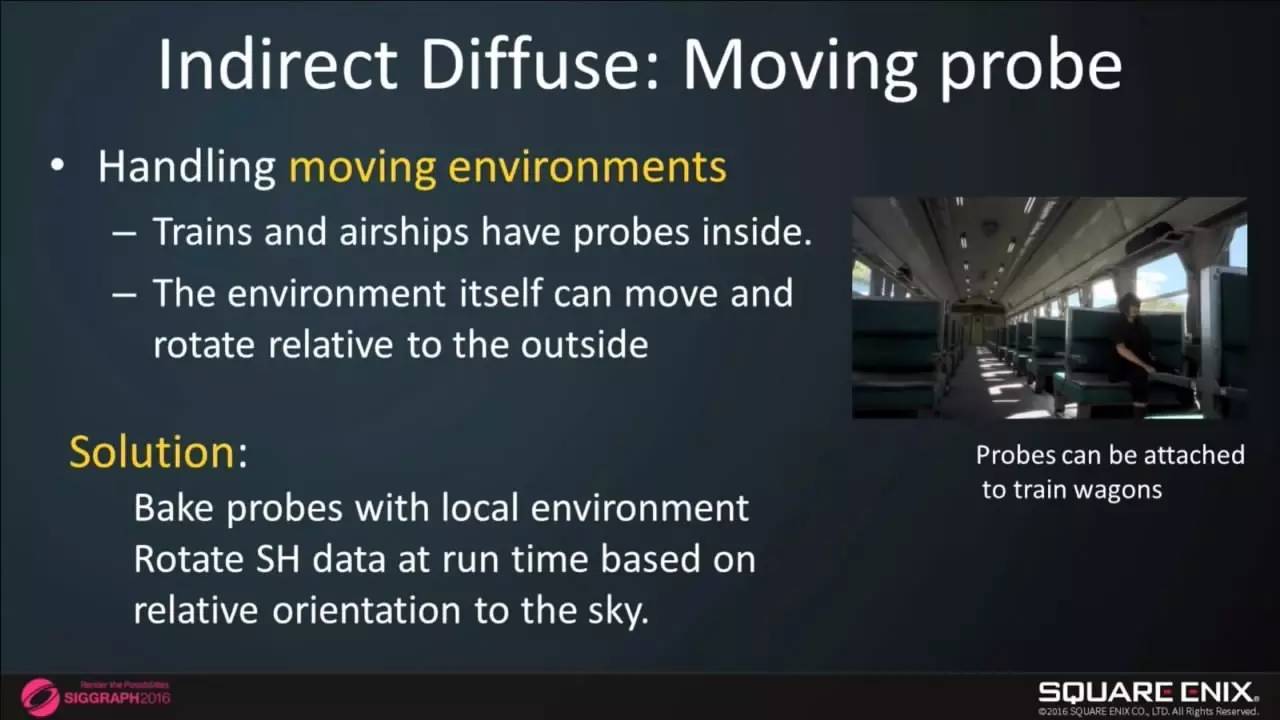 Indirect Diffuse: Moving probe
• Handling moving environments
– Trains and airships have probes inside.
– The environment itself can move and
rotate relative to the outside
Probes can be attached
to train wagons
Solution:
Bake probes with local environment
Rotate SH data at run time based on
relative orientation to the sky.
Render the Possibilities
SIGGRAPH2016
SQUARE ENIX.
©2016 SQUARE ENIX CO., LTD. All Rights Reserved.